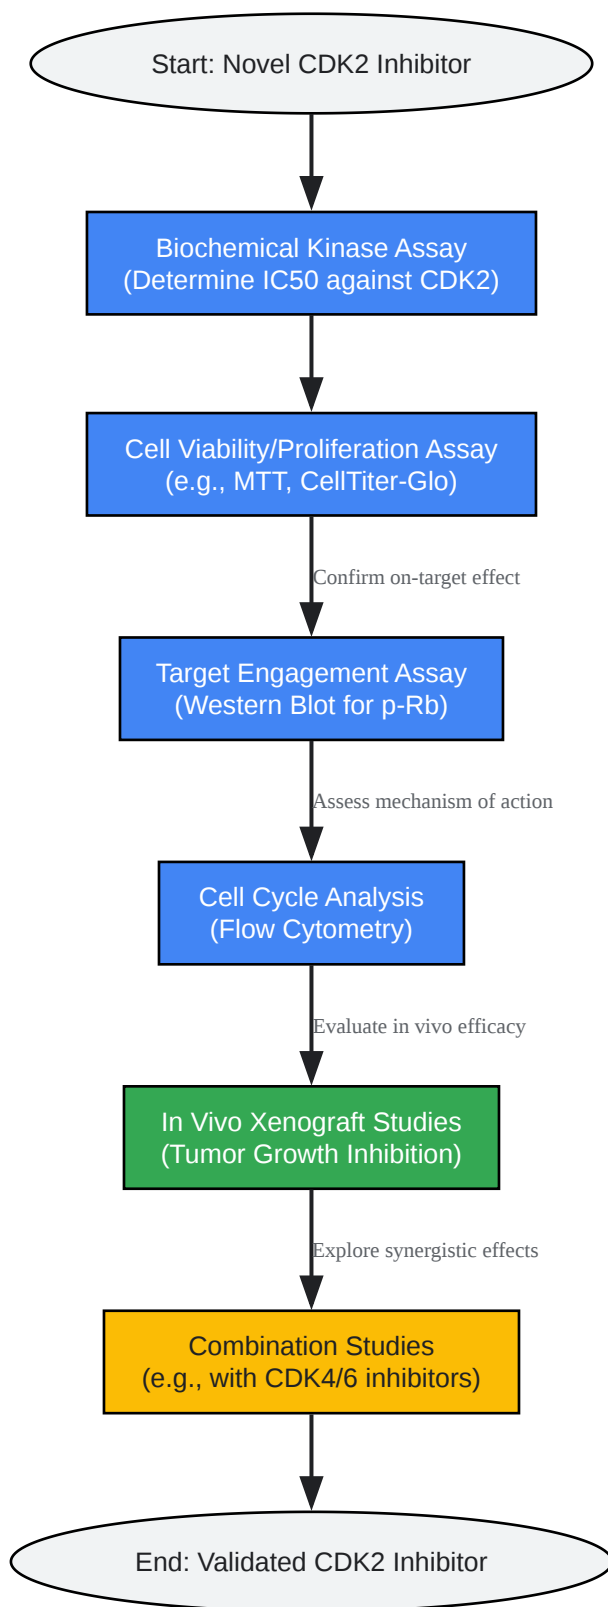 Start: Novel CDK2 Inhibitor
Biochemical Kinase Assay
(Determine IC50 against CDK2)
Cell Viability/Proliferation Assay
(e.g., MTT, CellTiter-Glo)
Confirm on-target effect
Target Engagement Assay
(Western Blot for p-Rb)
Assess mechanism of action
Cell Cycle Analysis
(Flow Cytometry)
Evaluate in vivo efficacy
In Vivo Xenograft Studies
(Tumor Growth Inhibition)
Explore synergistic effects
Combination Studies
(e.g., with CDK4/6 inhibitors)
End: Validated CDK2 Inhibitor